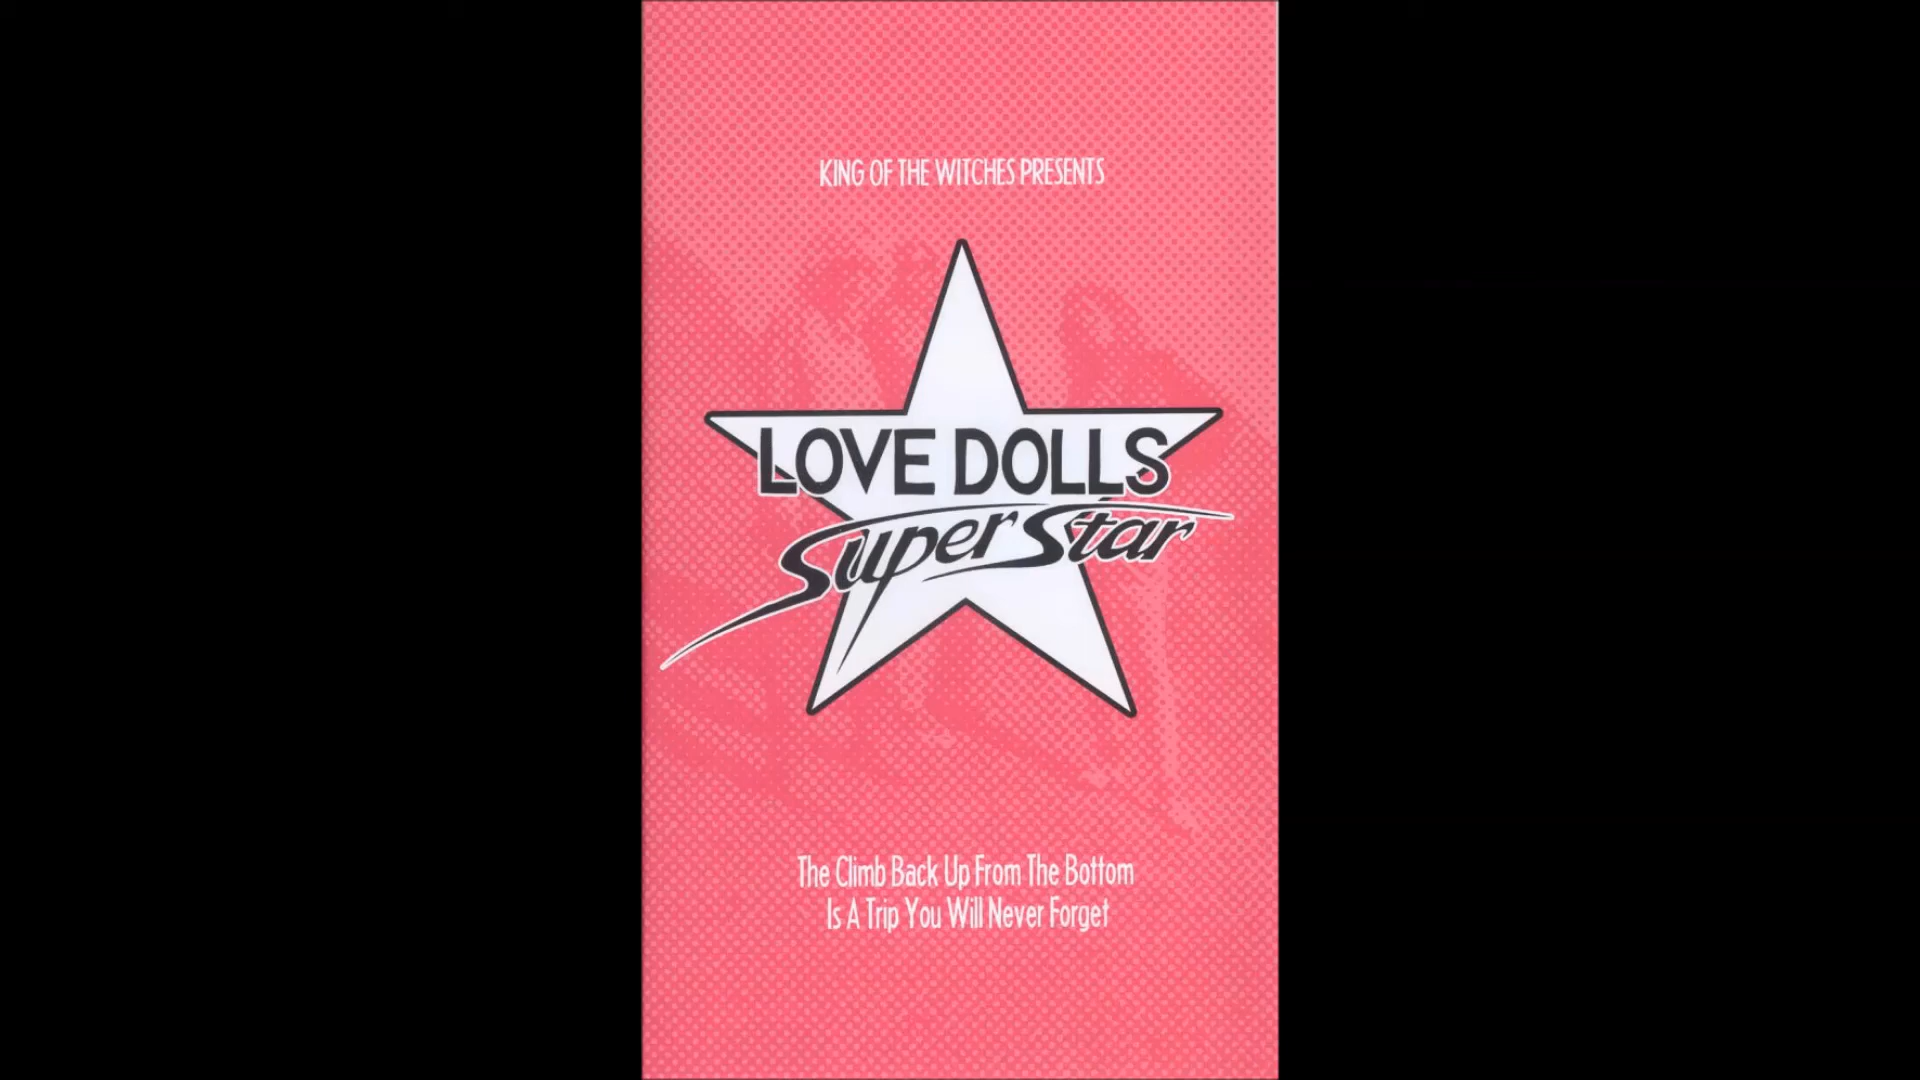 KING OF THE WITCHES PRESENTS
LOVE DOLLS
SuperStar
The Climb Back Up From The Bottom
Is A Trip You Will Never Forget